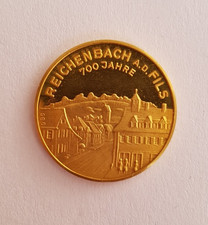 REICHENBACH A.D. FILS
700 JAHRE